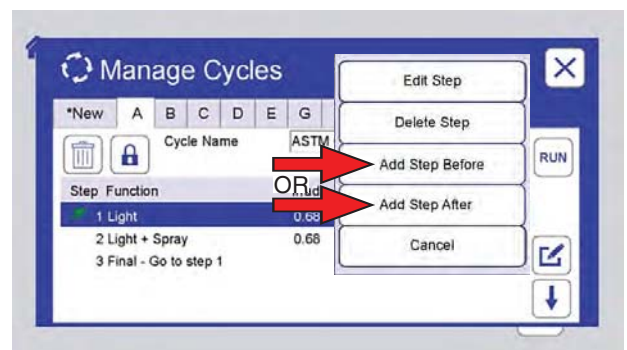 Manage Cycles
*New A B C D E G
Cycle Name ASTM
Step Function
1 Light 0.68
2 Light + Spray 0.68
3 Final - Go to step 1
Edit Step
Delete Step
Add Step Before
OR
Add Step After
Cancel
RUN